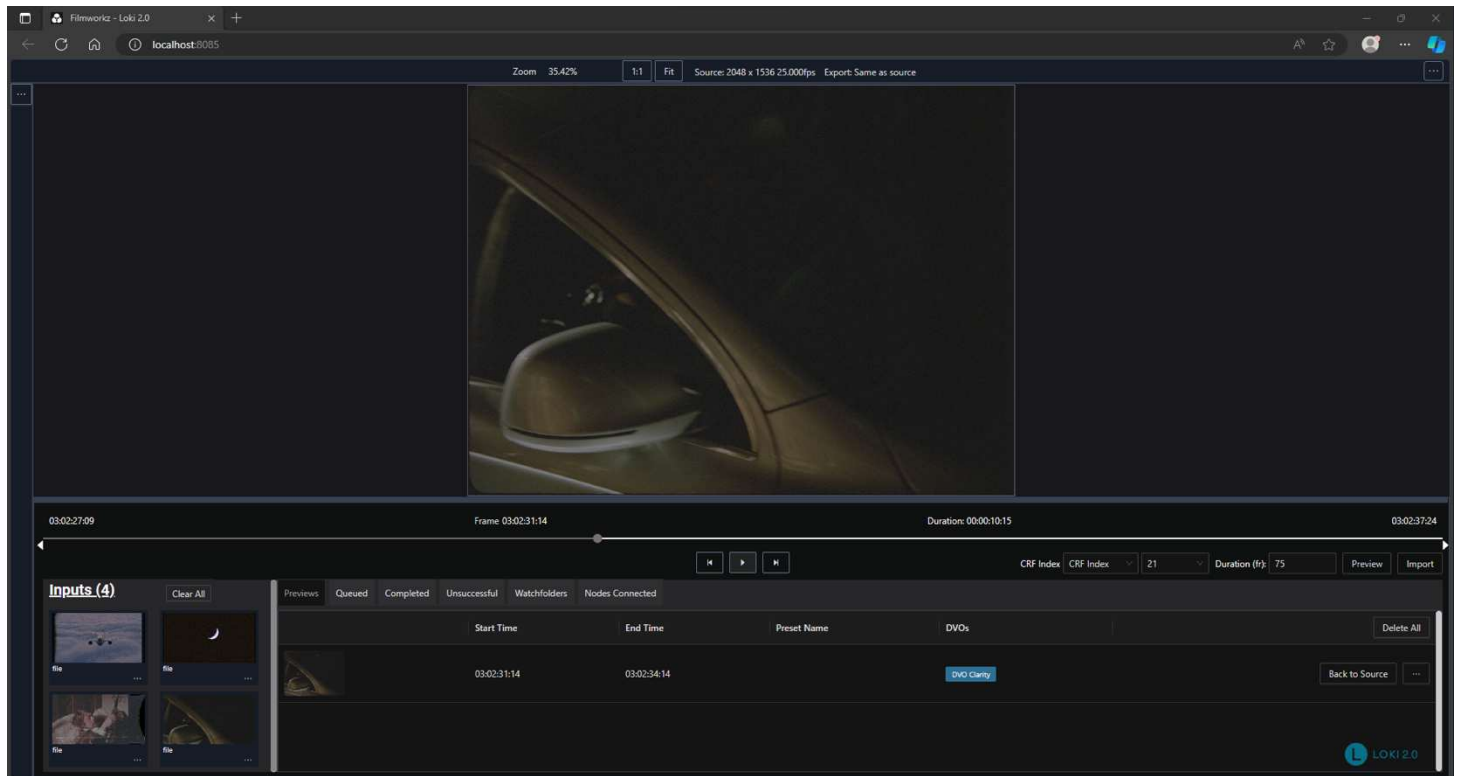 Filmworkz - Loki 2.0
localhost:8085
Zoom 35.42% 1:1 Fit Source: 2048 x 1536 25.000fps Export: Same as source
03:02:27:09 Frame 03:02:31:14 Duration: 00:00:10:15 03:02:37:24
CRF Index CRF Index 21 Duration (fr): 75 Preview Import
Inputs (4) Clear All
Previews Queued Completed Unsuccessful Watchfolders Nodes Connected
Start Time End Time Preset Name DVOs Delete All
file file
03:02:31:14 03:02:34:14 DVO Clarity Back to Source
file file
L LOKI 2.0